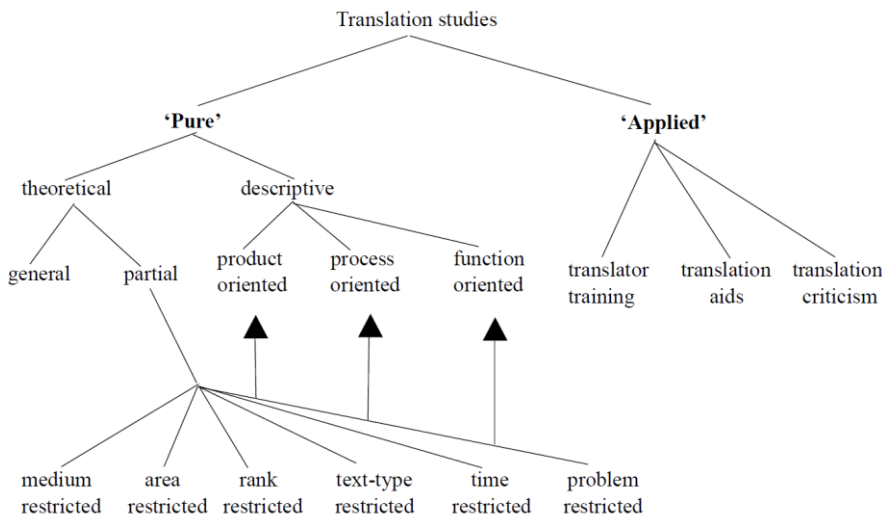 Translation studies
‘Pure’
‘Applied’
theoretical
descriptive
general
partial
product
oriented
process
oriented
function
oriented
translator
training
translation
aids
translation
criticism
medium
restricted
area
restricted
rank
restricted
text-type
restricted
time
restricted
problem
restricted